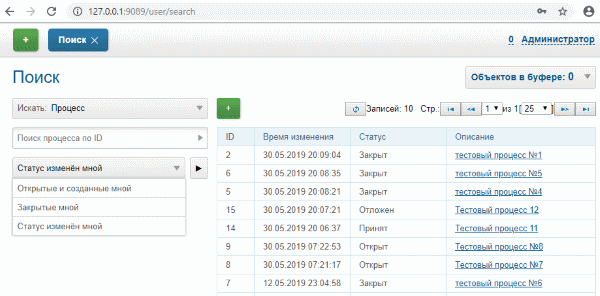 127.0.0.1:9089/user/search
+
Поиск ×
0 Администратор
Поиск
Объектов в буфере: 0
Искать: Процесс
+
Записей: 10 Стр.: 1 из 1[ 25 ]
Поиск процесса по ID
Статус изменён мной
Открытые и созданные мной
Закрытые мной
Статус изменён мной
ID Время изменения Статус Описание
2 30.05.2019 20:09:04 Закрыт тестовый процесс №1
6 30.05.2019 20:08:35 Закрыт тестовый процесс №5
5 30.05.2019 20:08:21 Закрыт тестовый процесс №4
15 30.05.2019 20:07:21 Отложен Тестовый процесс 12
14 30.05.2019 20:06:37 Принят Тестовый процесс 11
9 30.05.2019 07:22:53 Открыт Тестовый процесс №8
8 30.05.2019 07:21:17 Открыт Тестовый процесс №7
7 12.05.2019 23:04:58 Закрыт тестовый процесс №6